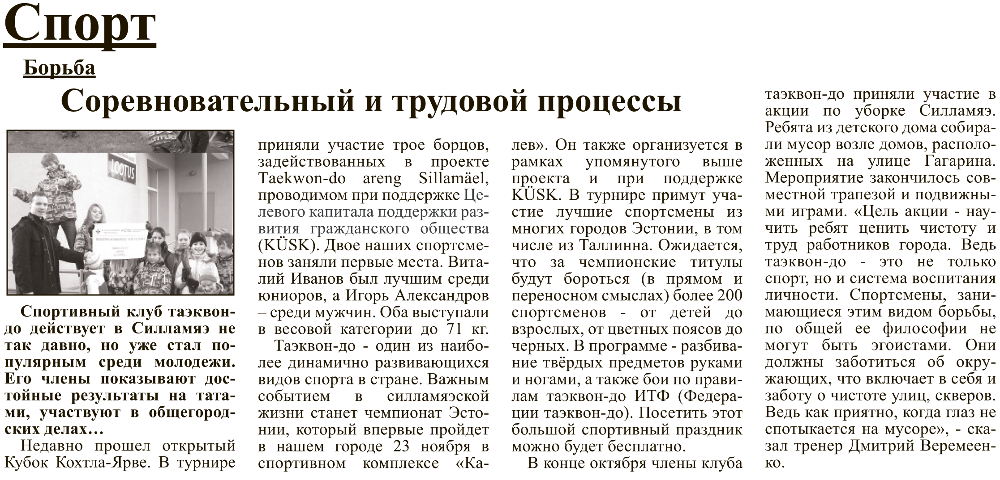 Спорт
Борьба
Соревновательный и трудовой процессы
LOOTUS
Спортивный клуб таэквон-
до действует в Силламяэ не
так давно, но уже стал по-
пулярным среди молодежи.
Его члены показывают дос-
тойные результаты на тата-
ми, участвуют в общегород-
ских делах…
Недавно прошел открытый
Кубок Кохтла-Ярве. В турнире
приняли участие трое борцов,
задействованных в проекте
Taekwon-do areng Sillamäel,
проводимом при поддержке Це-
левого капитала поддержки раз-
вития гражданского общества
(KÜSK). Двое наших спортсме-
нов заняли первые места. Вита-
лий Иванов был лучшим среди
юниоров, а Игорь Александров
– среди мужчин. Оба выступали
в весовой категории до 71 кг.
Таэквон-до - один из наибо-
лее динамично развивающихся
видов спорта в стране. Важным
событием в силламяэской
жизни станет чемпионат Эсто-
нии, который впервые пройдет
в нашем городе 23 ноября в
спортивном комплексе «Ка-
лев». Он также организуется в
рамках упомянутого выше
проекта и при поддержке
KÜSK. В турнире примут уча-
стие лучшие спортсмены из
многих городов Эстонии, в том
числе из Таллинна. Ожидается,
что за чемпионские титулы
будут бороться (в прямом и
переносном смыслах) более 200
спортсменов - от детей до
взрослых, от цветных поясов до
черных. В программе - разбива-
ние твёрдых предметов руками
и ногами, а также бои по прави-
лам таэквон-до ИТФ (Федера-
ции таэквон-до). Посетить этот
большой спортивный праздник
можно будет бесплатно.
В конце октября члены клуба
таэквон-до приняли участие в
акции по уборке Силламяэ.
Ребята из детского дома собира-
ли мусор возле домов, располо-
женных на улице Гагарина.
Мероприятие закончилось сов-
местной трапезой и подвижны-
ми играми. «Цель акции - нау-
чить ребят ценить чистоту и
труд работников города. Ведь
таэквон-до - это не только
спорт, но и система воспитания
личности. Спортсмены, зани-
мающиеся этим видом борьбы,
по общей ее философии не
могут быть эгоистами. Они
должны заботиться об окру-
жающих, что включает в себя и
заботу о чистоте улиц, скверов.
Ведь как приятно, когда глаз не
спотыкается на мусоре», - ска-
зал тренер Дмитрий Веремеен-
ко.